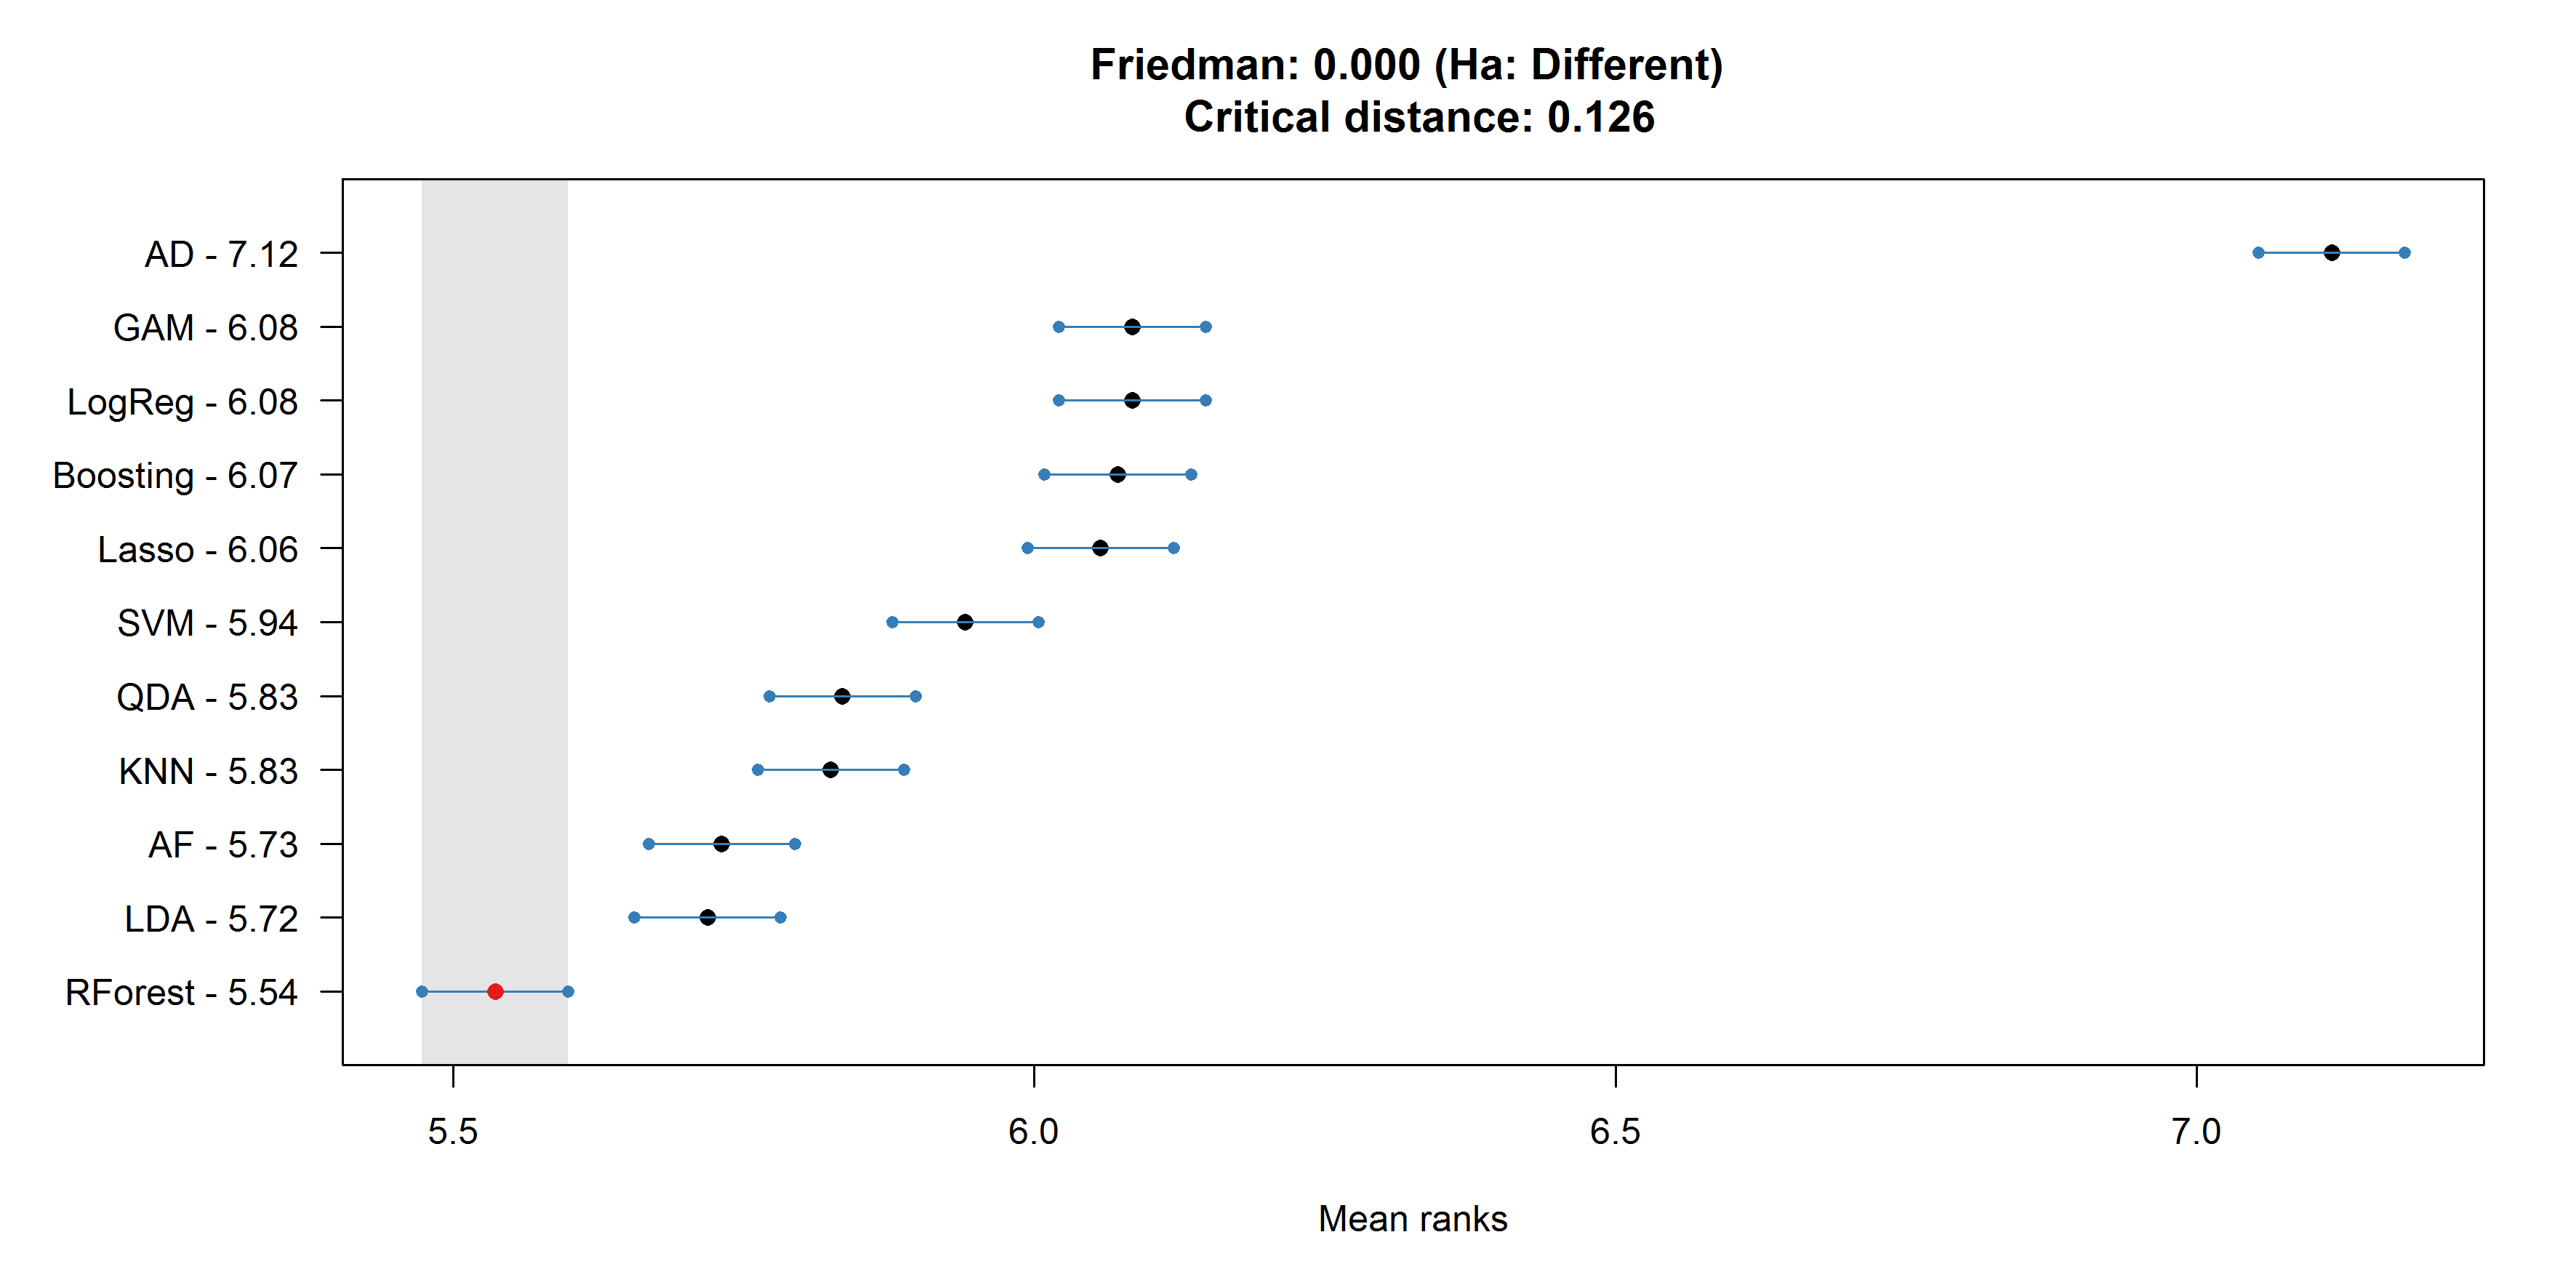 Friedman: 0.000 (Ha: Different)
Critical distance: 0.126
AD - 7.12
GAM - 6.08
LogReg - 6.08
Boosting - 6.07
Lasso - 6.06
SVM - 5.94
QDA - 5.83
KNN - 5.83
AF - 5.73
LDA - 5.72
RForest - 5.54
5.5 6.0 6.5 7.0
Mean ranks